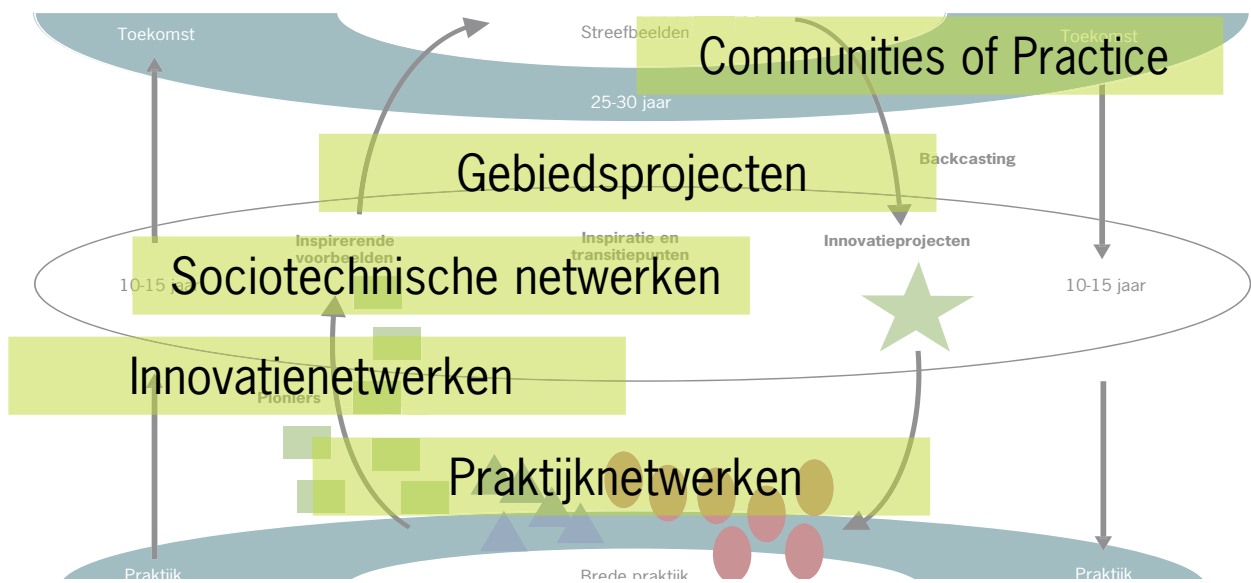 Toekomst
Streefbeelden
Toekomst
Communities of Practice
25-30 jaar
Gebiedsprojecten
Backcasting
Inspirerende
voorbeelden
Inspiratie en
transitiepunten
Innovatieprojecten
Sociotechnische netwerken
10-15 jaar
10-15 jaar
Innovatienetwerken
Pioniers
Praktijknetwerken
Praktijk
Brede praktijk
Praktijk